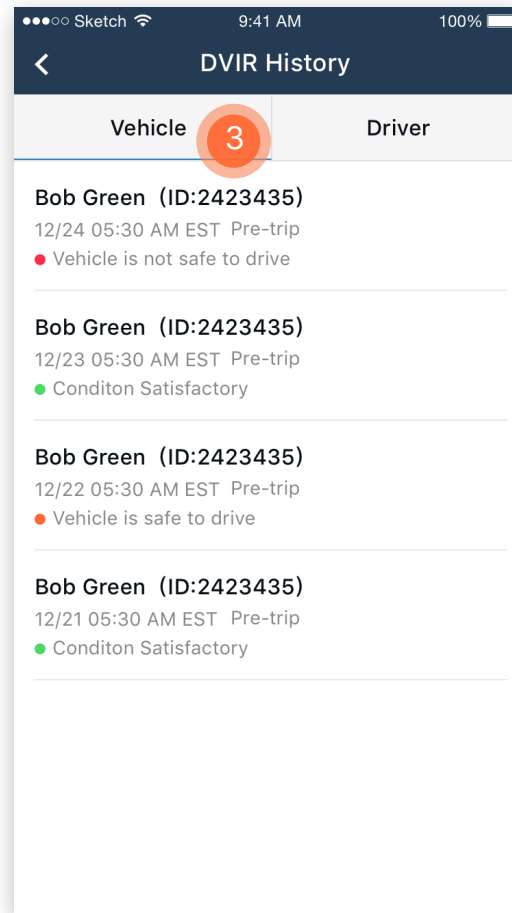 Sketch 9:41 AM 100%
DVIR History
Vehicle 3 Driver
Bob Green (ID:2423435)
12/24 05:30 AM EST Pre-trip
Vehicle is not safe to drive
Bob Green (ID:2423435)
12/23 05:30 AM EST Pre-trip
Conditon Satisfactory
Bob Green (ID:2423435)
12/22 05:30 AM EST Pre-trip
Vehicle is safe to drive
Bob Green (ID:2423435)
12/21 05:30 AM EST Pre-trip
Conditon Satisfactory